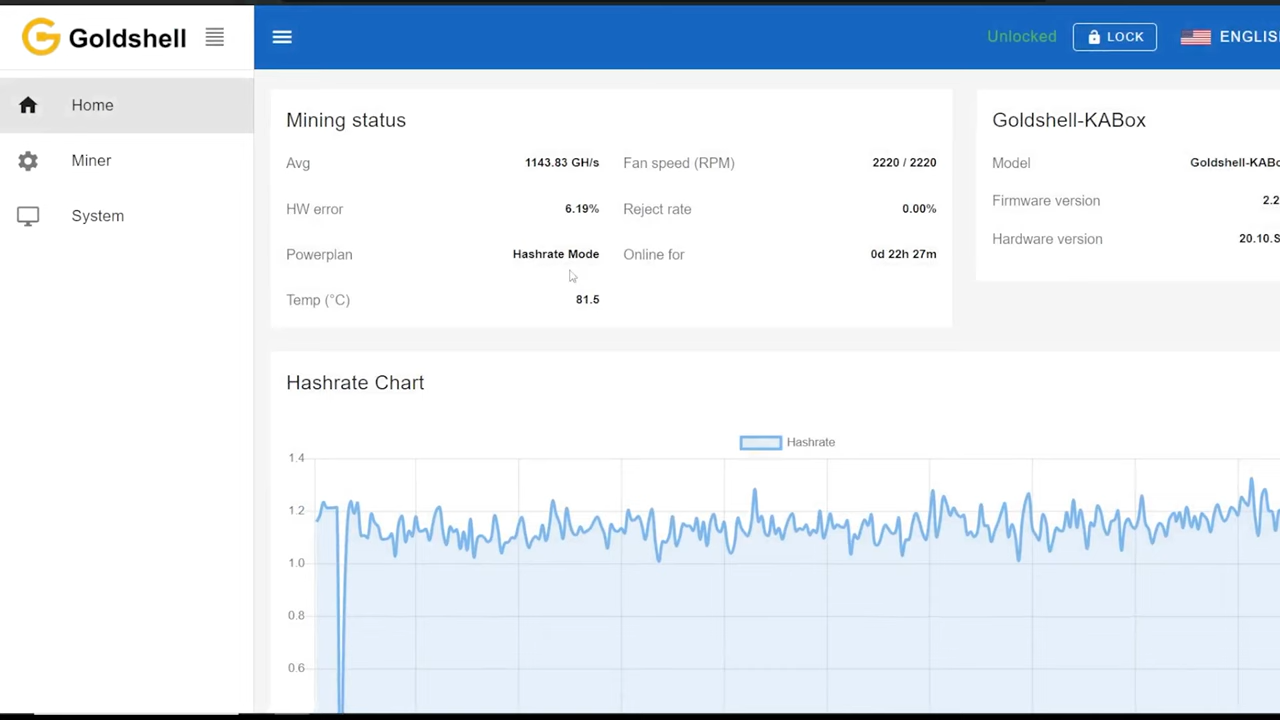 Goldshell
Unlocked
LOCK
ENGLIS
Home
Miner
System
Mining status
Avg 1143.83 GH/s Fan speed (RPM) 2220 / 2220
HW error 6.19% Reject rate 0.00%
Powerplan Hashrate Mode Online for 0d 22h 27m
Temp (°C) 81.5
Goldshell-KABox
Model Goldshell-KABo
Firmware version 2.2
Hardware version 20.10.S
Hashrate Chart
Hashrate
1.4
1.2
1.0
0.8
0.6